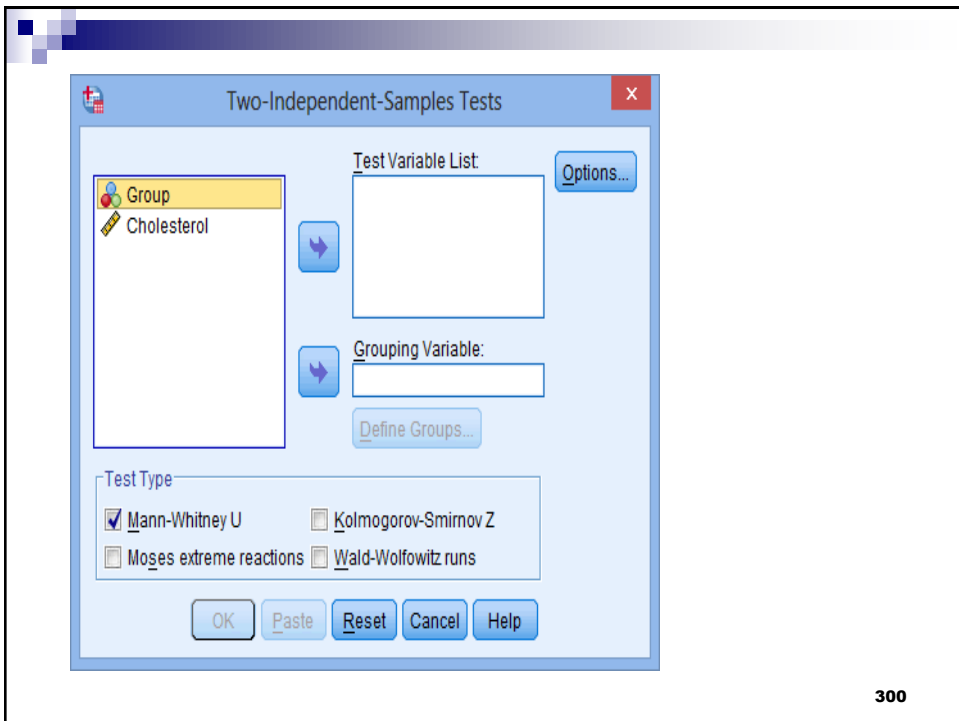 Two-Independent-Samples Tests
x
Test Variable List:
Options...
Group
Cholesterol
Grouping Variable:
Define Groups...
Test Type
Mann-Whitney U
Kolmogorov-Smirnov Z
Moses extreme reactions
Wald-Wolfowitz runs
OK
Paste
Reset
Cancel
Help
300